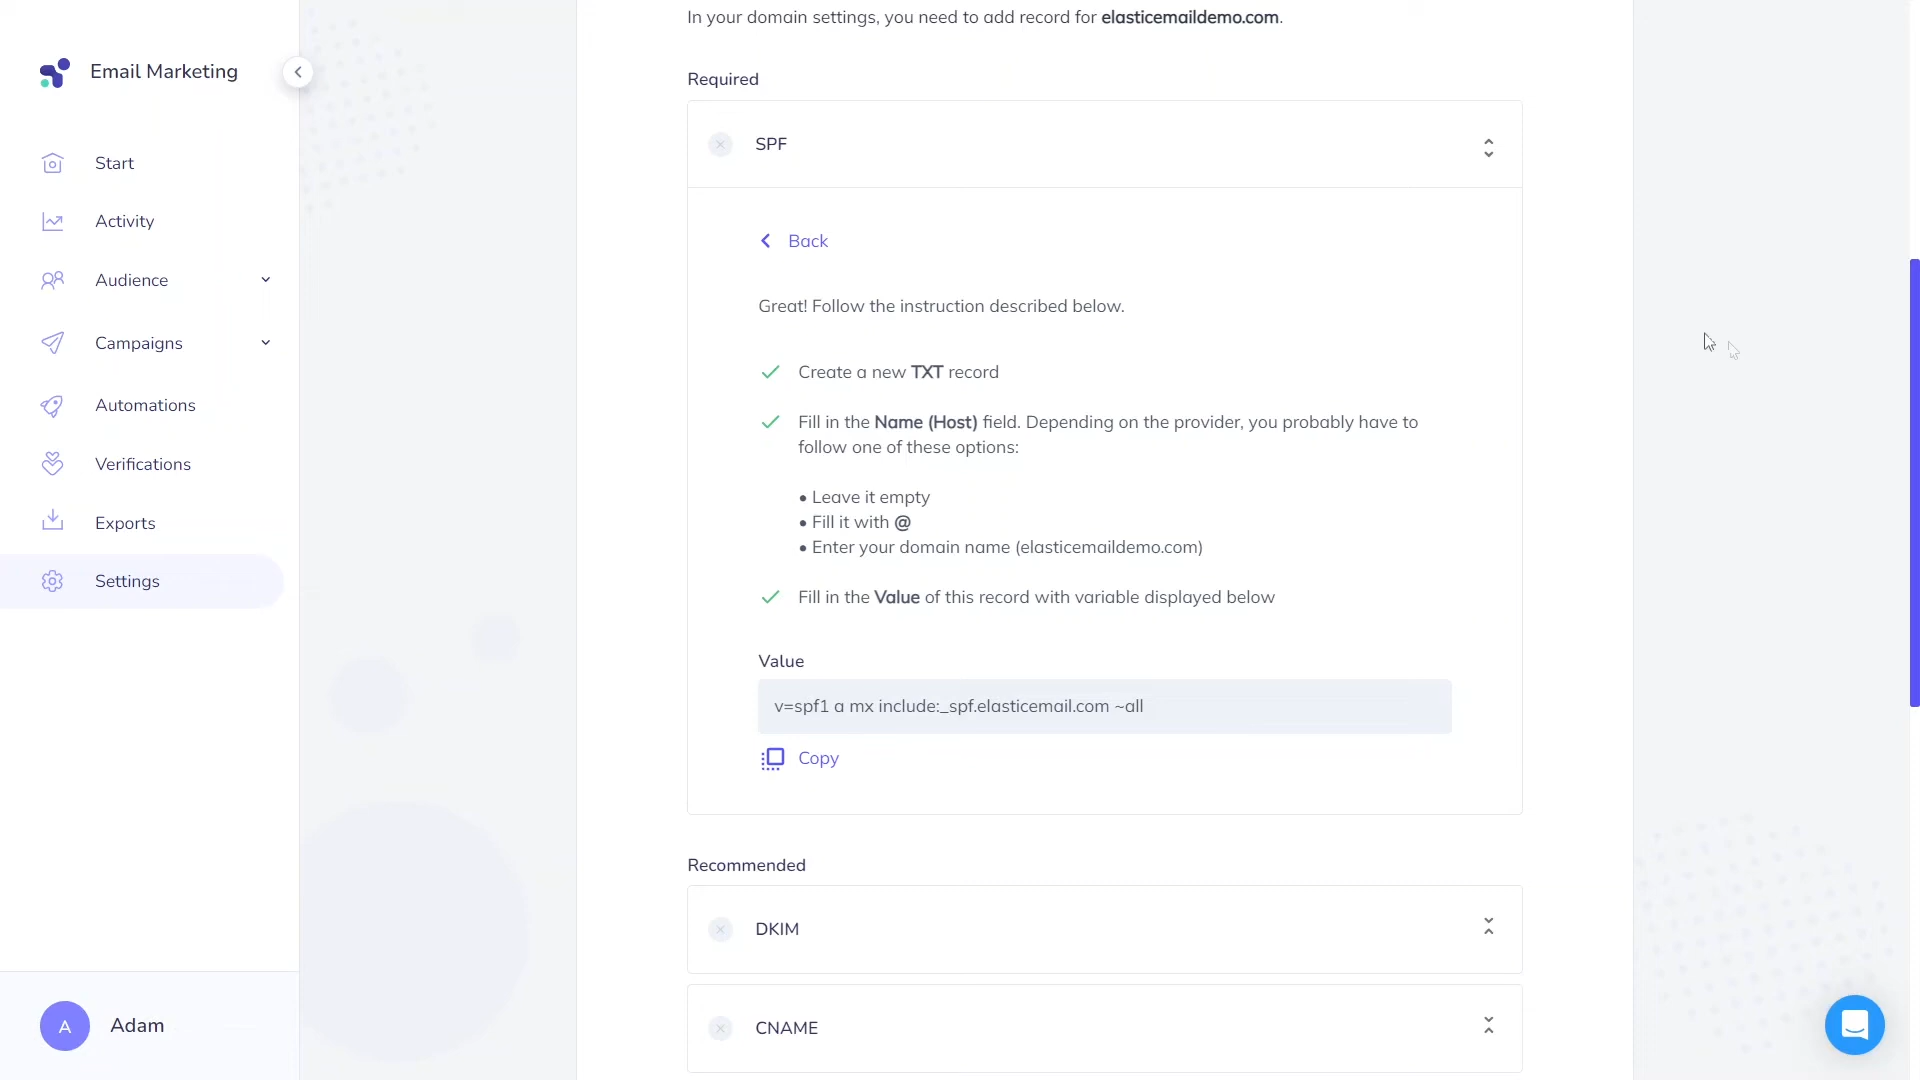 Email Marketing
Start
Activity
Audience
Campaigns
Automations
Verifications
Exports
Settings
A
Adam
In your domain settings, you need to add record for elasticemaildemo.com.
Required
SPF
Back
Great! Follow the instruction described below.
Create a new TXT record
Fill in the Name (Host) field. Depending on the provider, you probably have to
follow one of these options:
• Leave it empty
• Fill it with @
• Enter your domain name (elasticemaildemo.com)
Fill in the Value of this record with variable displayed below
Value
v=spf1 a mx include:_spf.elasticemail.com ~all
Copy
Recommended
DKIM
CNAME